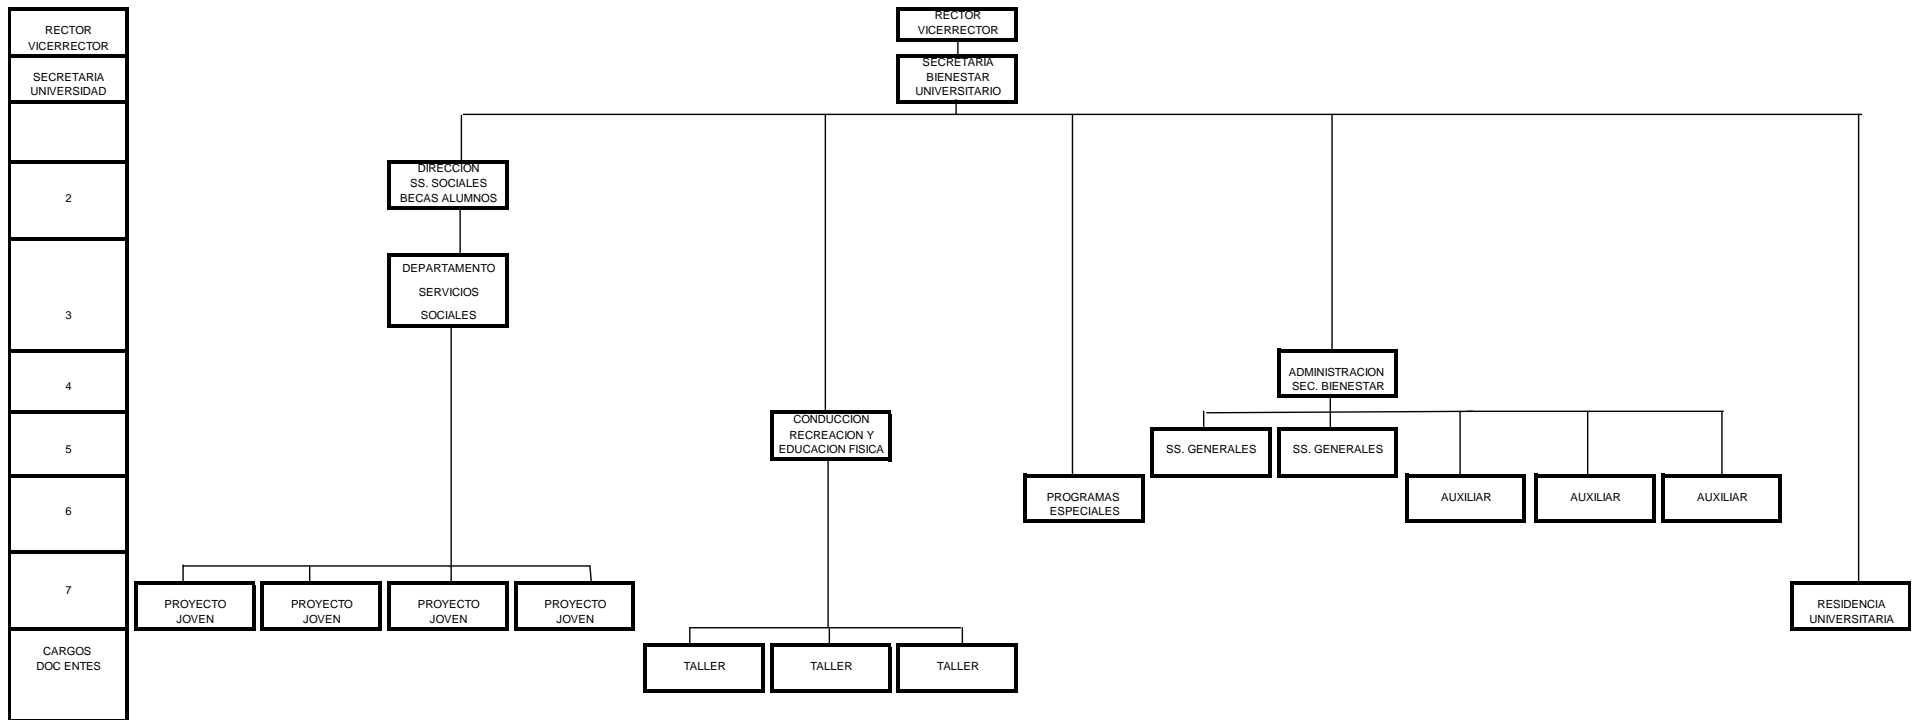 RECTOR
VICERRECTOR
SECRETARIA
UNIVERSIDAD
2
3
4
5
6
7
CARGOS
DOC ENTES
RECTOR
VICERRECTOR
SECRETARIA
BIENESTAR
UNIVERSITARIO
DIRECCION
SS. SOCIALES
BECAS ALUMNOS
DEPARTAMENTO
SERVICIOS
SOCIALES
ADMINISTRACION
SEC. BIENESTAR
CONDUCCION
RECREACION Y
EDUCACION FISICA
SS. GENERALES
SS. GENERALES
PROGRAMAS
ESPECIALES
AUXILIAR
AUXILIAR
AUXILIAR
PROYECTO
JOVEN
PROYECTO
JOVEN
PROYECTO
JOVEN
PROYECTO
JOVEN
RESIDENCIA
UNIVERSITARIA
TALLER
TALLER
TALLER